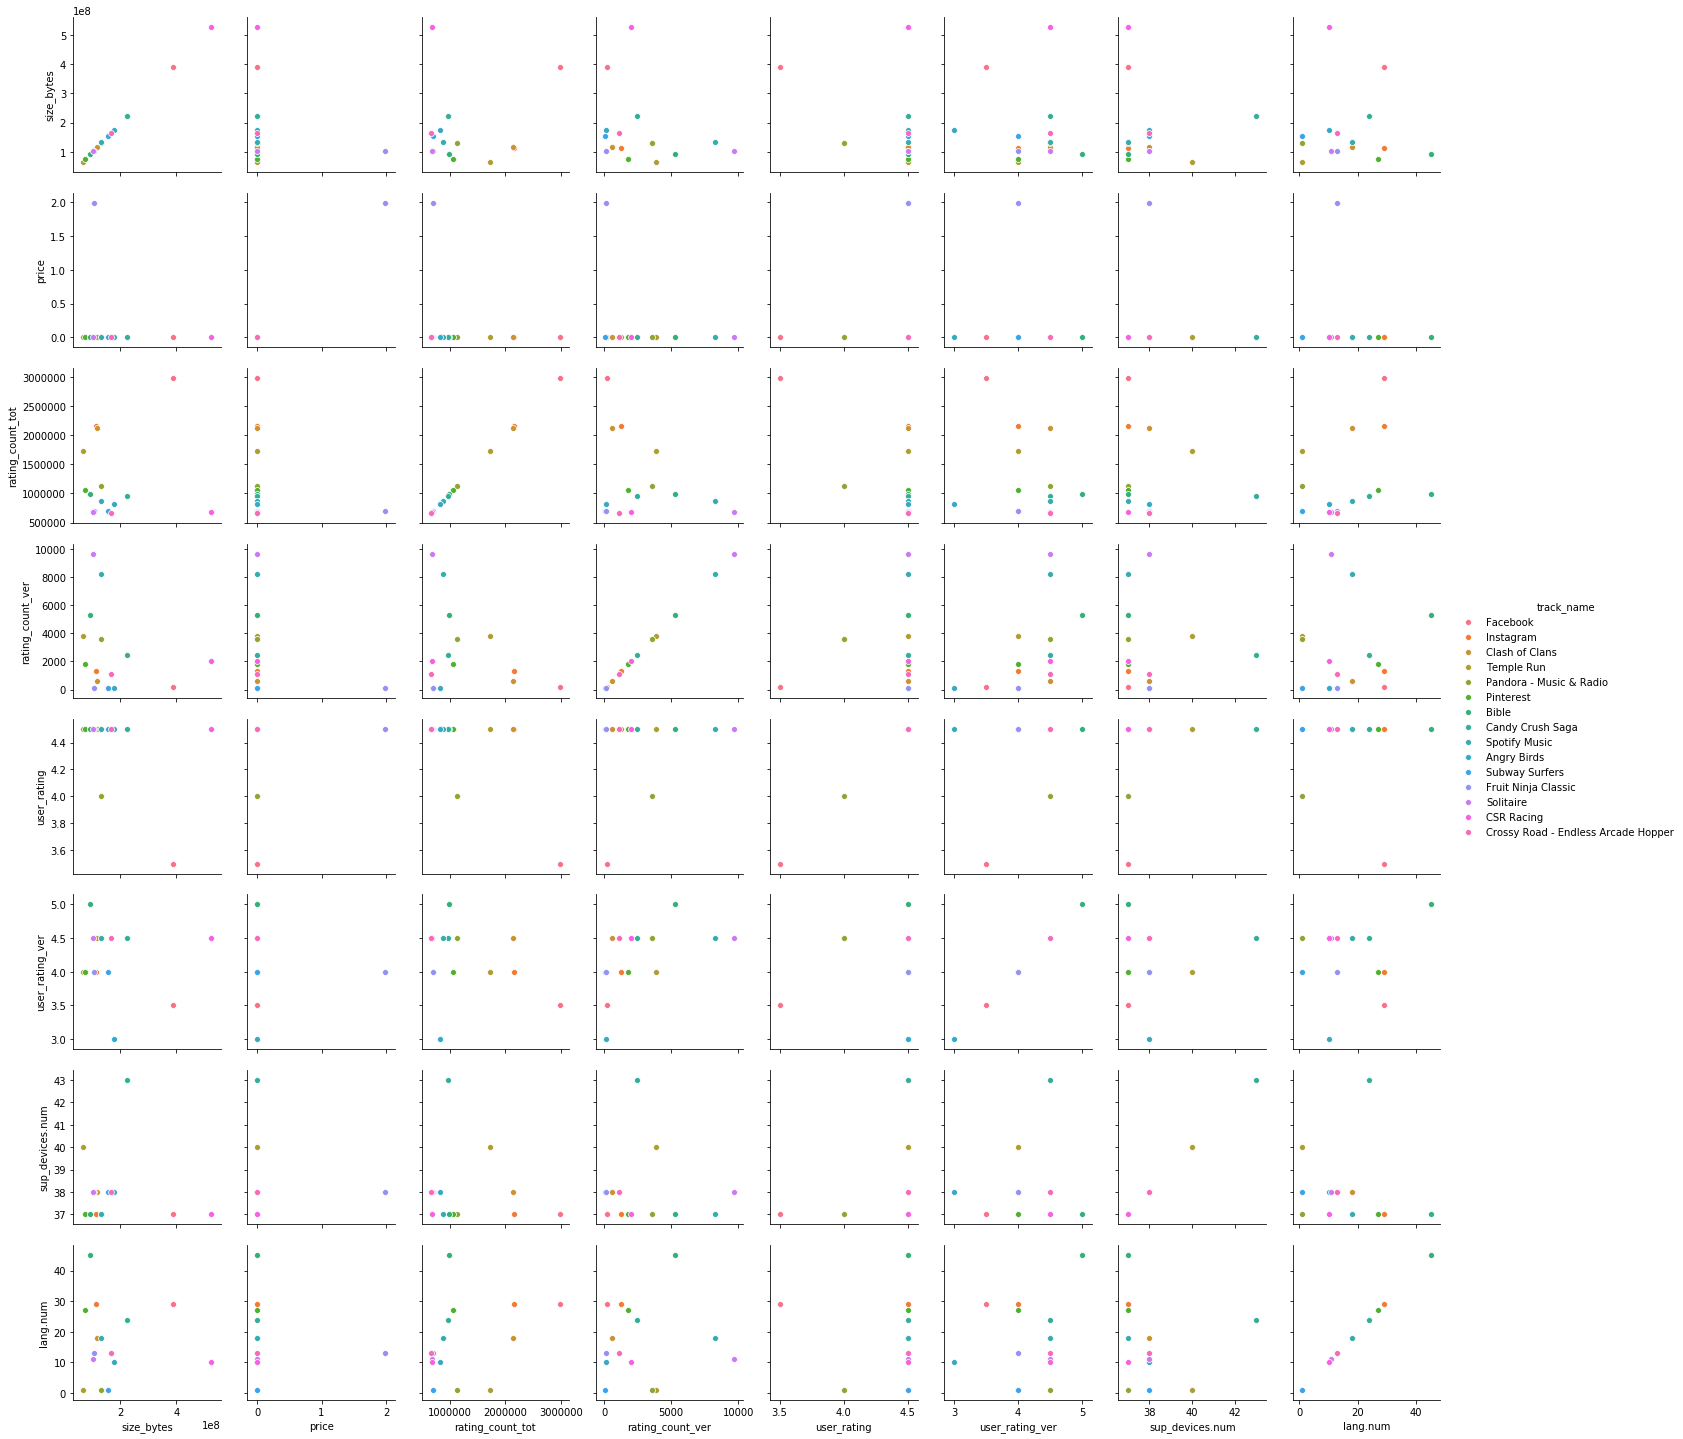 1e8
5
4
3
2
1
size_bytes
2.0
1.5
1.0
0.5
0.0
price
3000000
2500000
2000000
1500000
1000000
500000
rating_count_tot
10000
8000
6000
4000
2000
0
rating_count_ver
4.4
4.2
4.0
3.8
3.6
user_rating
5.0
4.5
4.0
3.5
3.0
user_rating_ver
43
42
41
40
39
38
37
sup_devices.num
40
30
20
10
0
lang.num
2 4
1e8
size_bytes
0 1 2
price
1000000 2000000 3000000
rating_count_tot
0 5000 10000
rating_count_ver
3.5 4.0 4.5
user_rating
3 4 5
user_rating_ver
38 40 42
sup_devices.num
0 20 40
lang.num
track_name
Facebook
Instagram
Clash of Clans
Temple Run
Pandora - Music & Radio
Pinterest
Bible
Candy Crush Saga
Spotify Music
Angry Birds
Subway Surfers
Fruit Ninja Classic
Solitaire
CSR Racing
Crossy Road - Endless Arcade Hopper